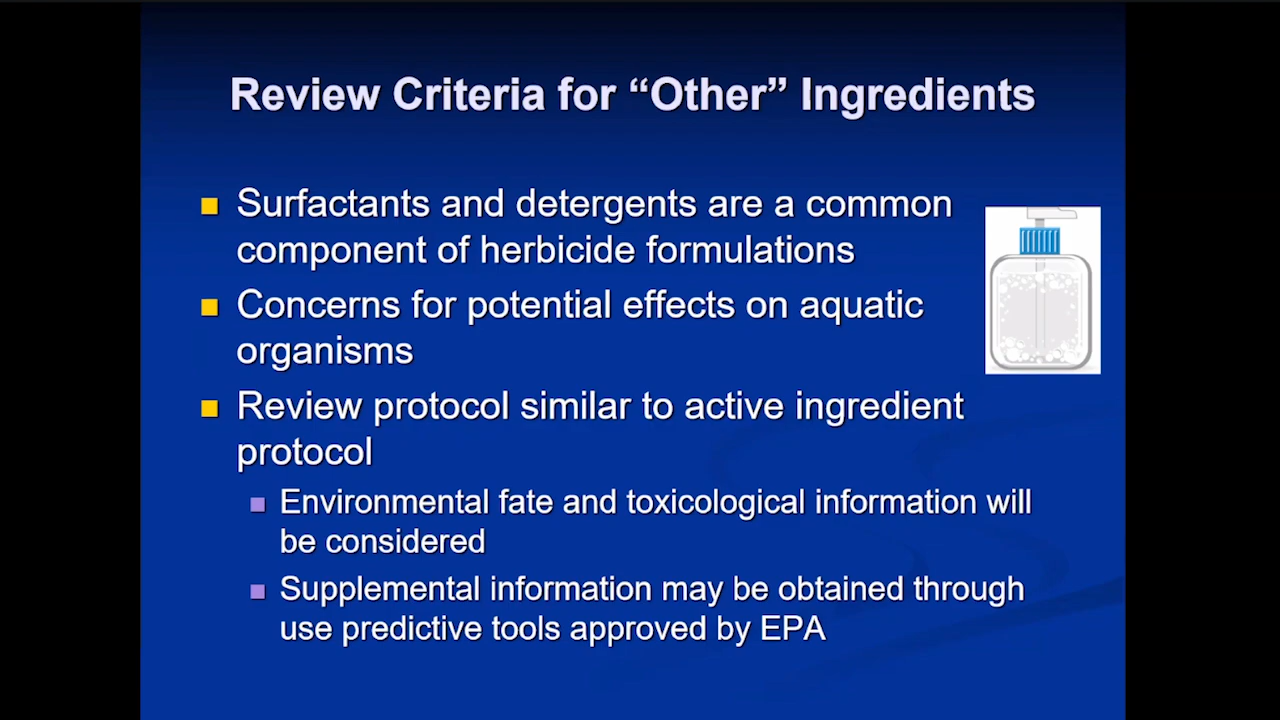 Review Criteria for “Other” Ingredients
Surfactants and detergents are a common
component of herbicide formulations
Concerns for potential effects on aquatic
organisms
Review protocol similar to active ingredient
protocol
Environmental fate and toxicological information will
be considered
Supplemental information may be obtained through
use predictive tools approved by EPA